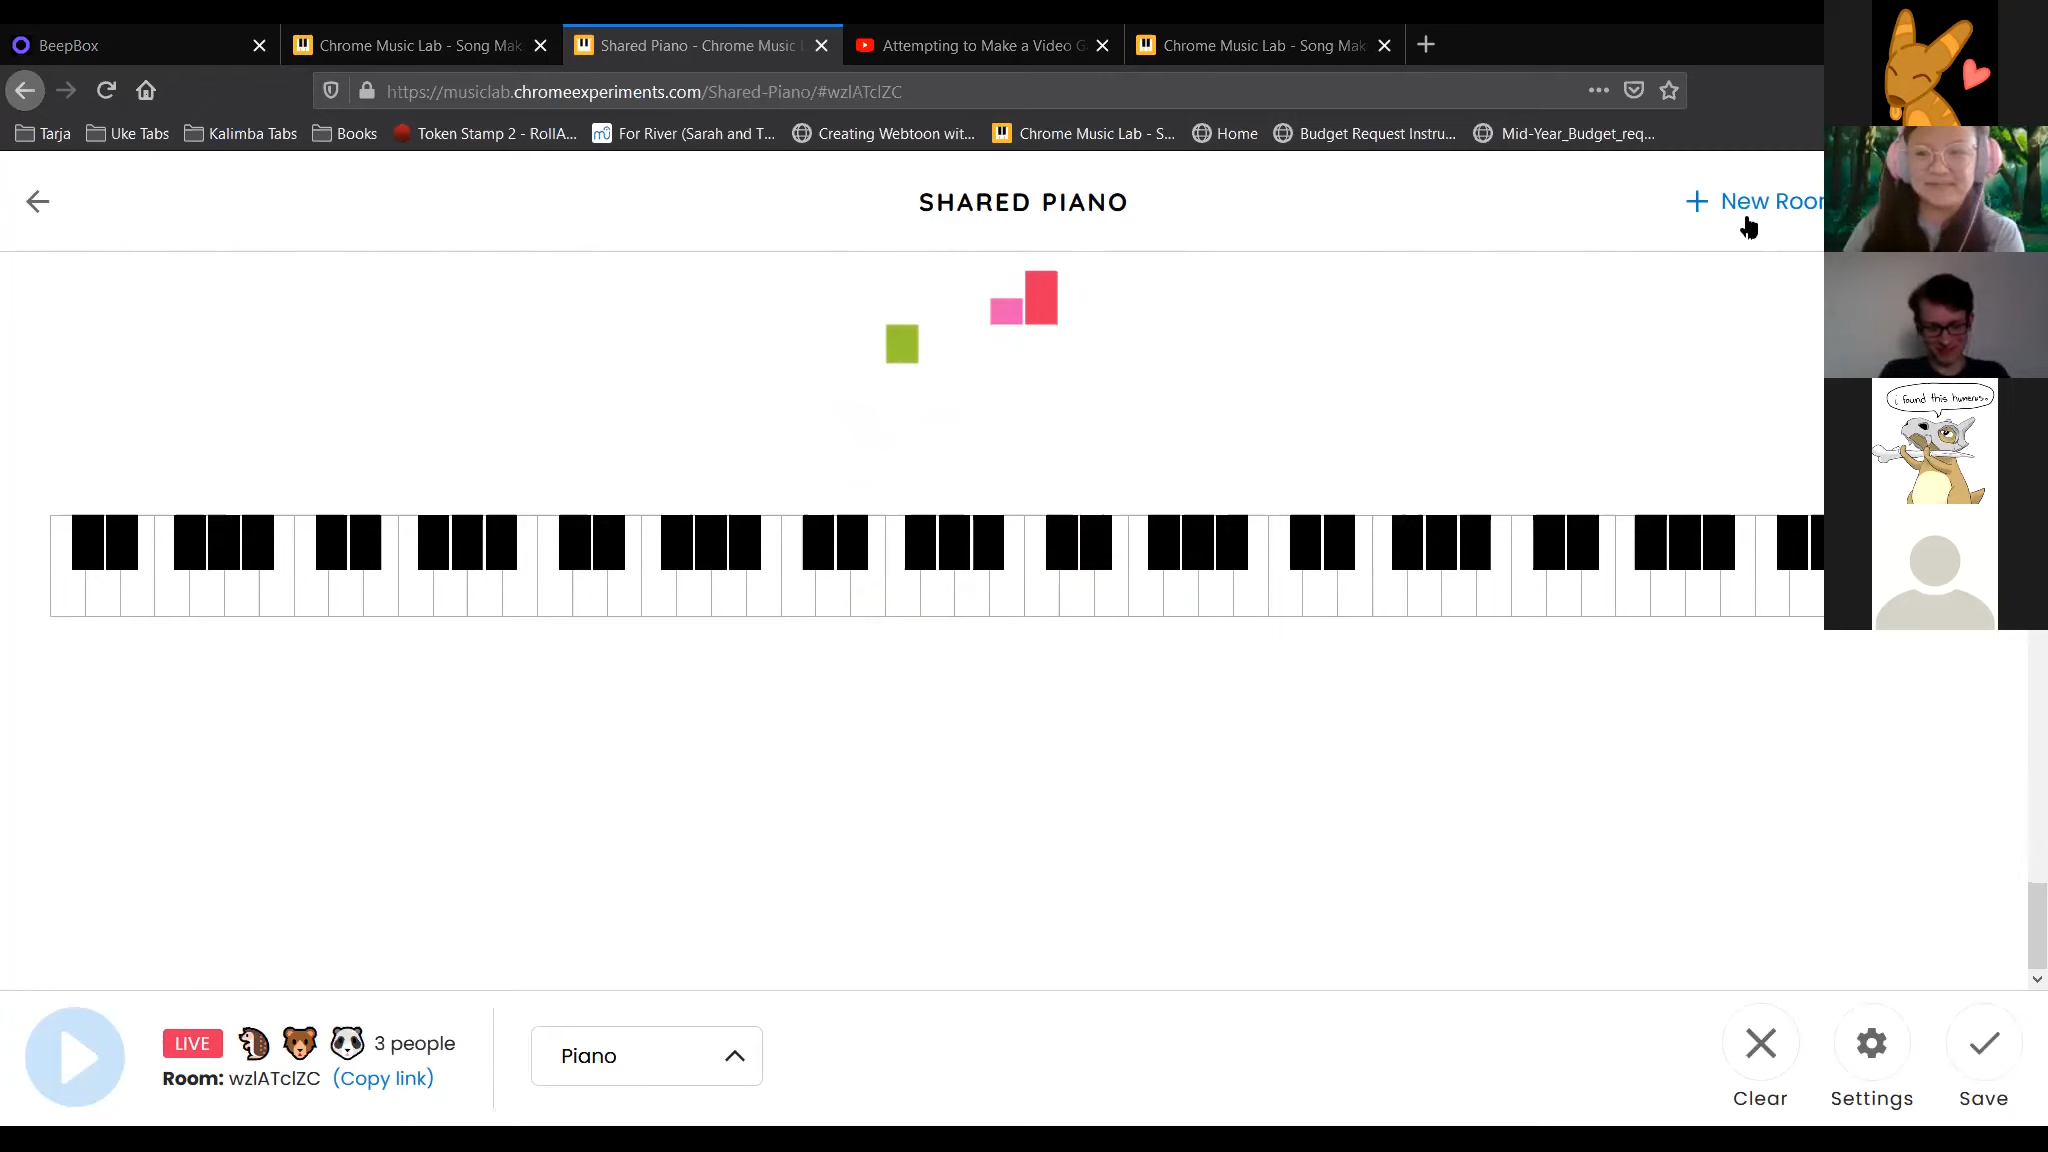 BeepBox
Chrome Music Lab - Song Mak
Shared Piano - Chrome Music
Attempting to Make a Video G
Chrome Music Lab - Song Mak
https://musiclab.chromeexperiments.com/Shared-Piano/#wzlATclZC
Tarja
Uke Tabs
Kalimba Tabs
Books
Token Stamp 2 - RollA...
For River (Sarah and T...
Creating Webtoon wit...
Chrome Music Lab - S...
Home
Budget Request Instru...
Mid-Year_Budget_req...
SHARED PIANO
+ New Roor
i found this humerus.
LIVE
3 people
Room: wzlATclZC (Copy link)
Piano
Clear
Settings
Save